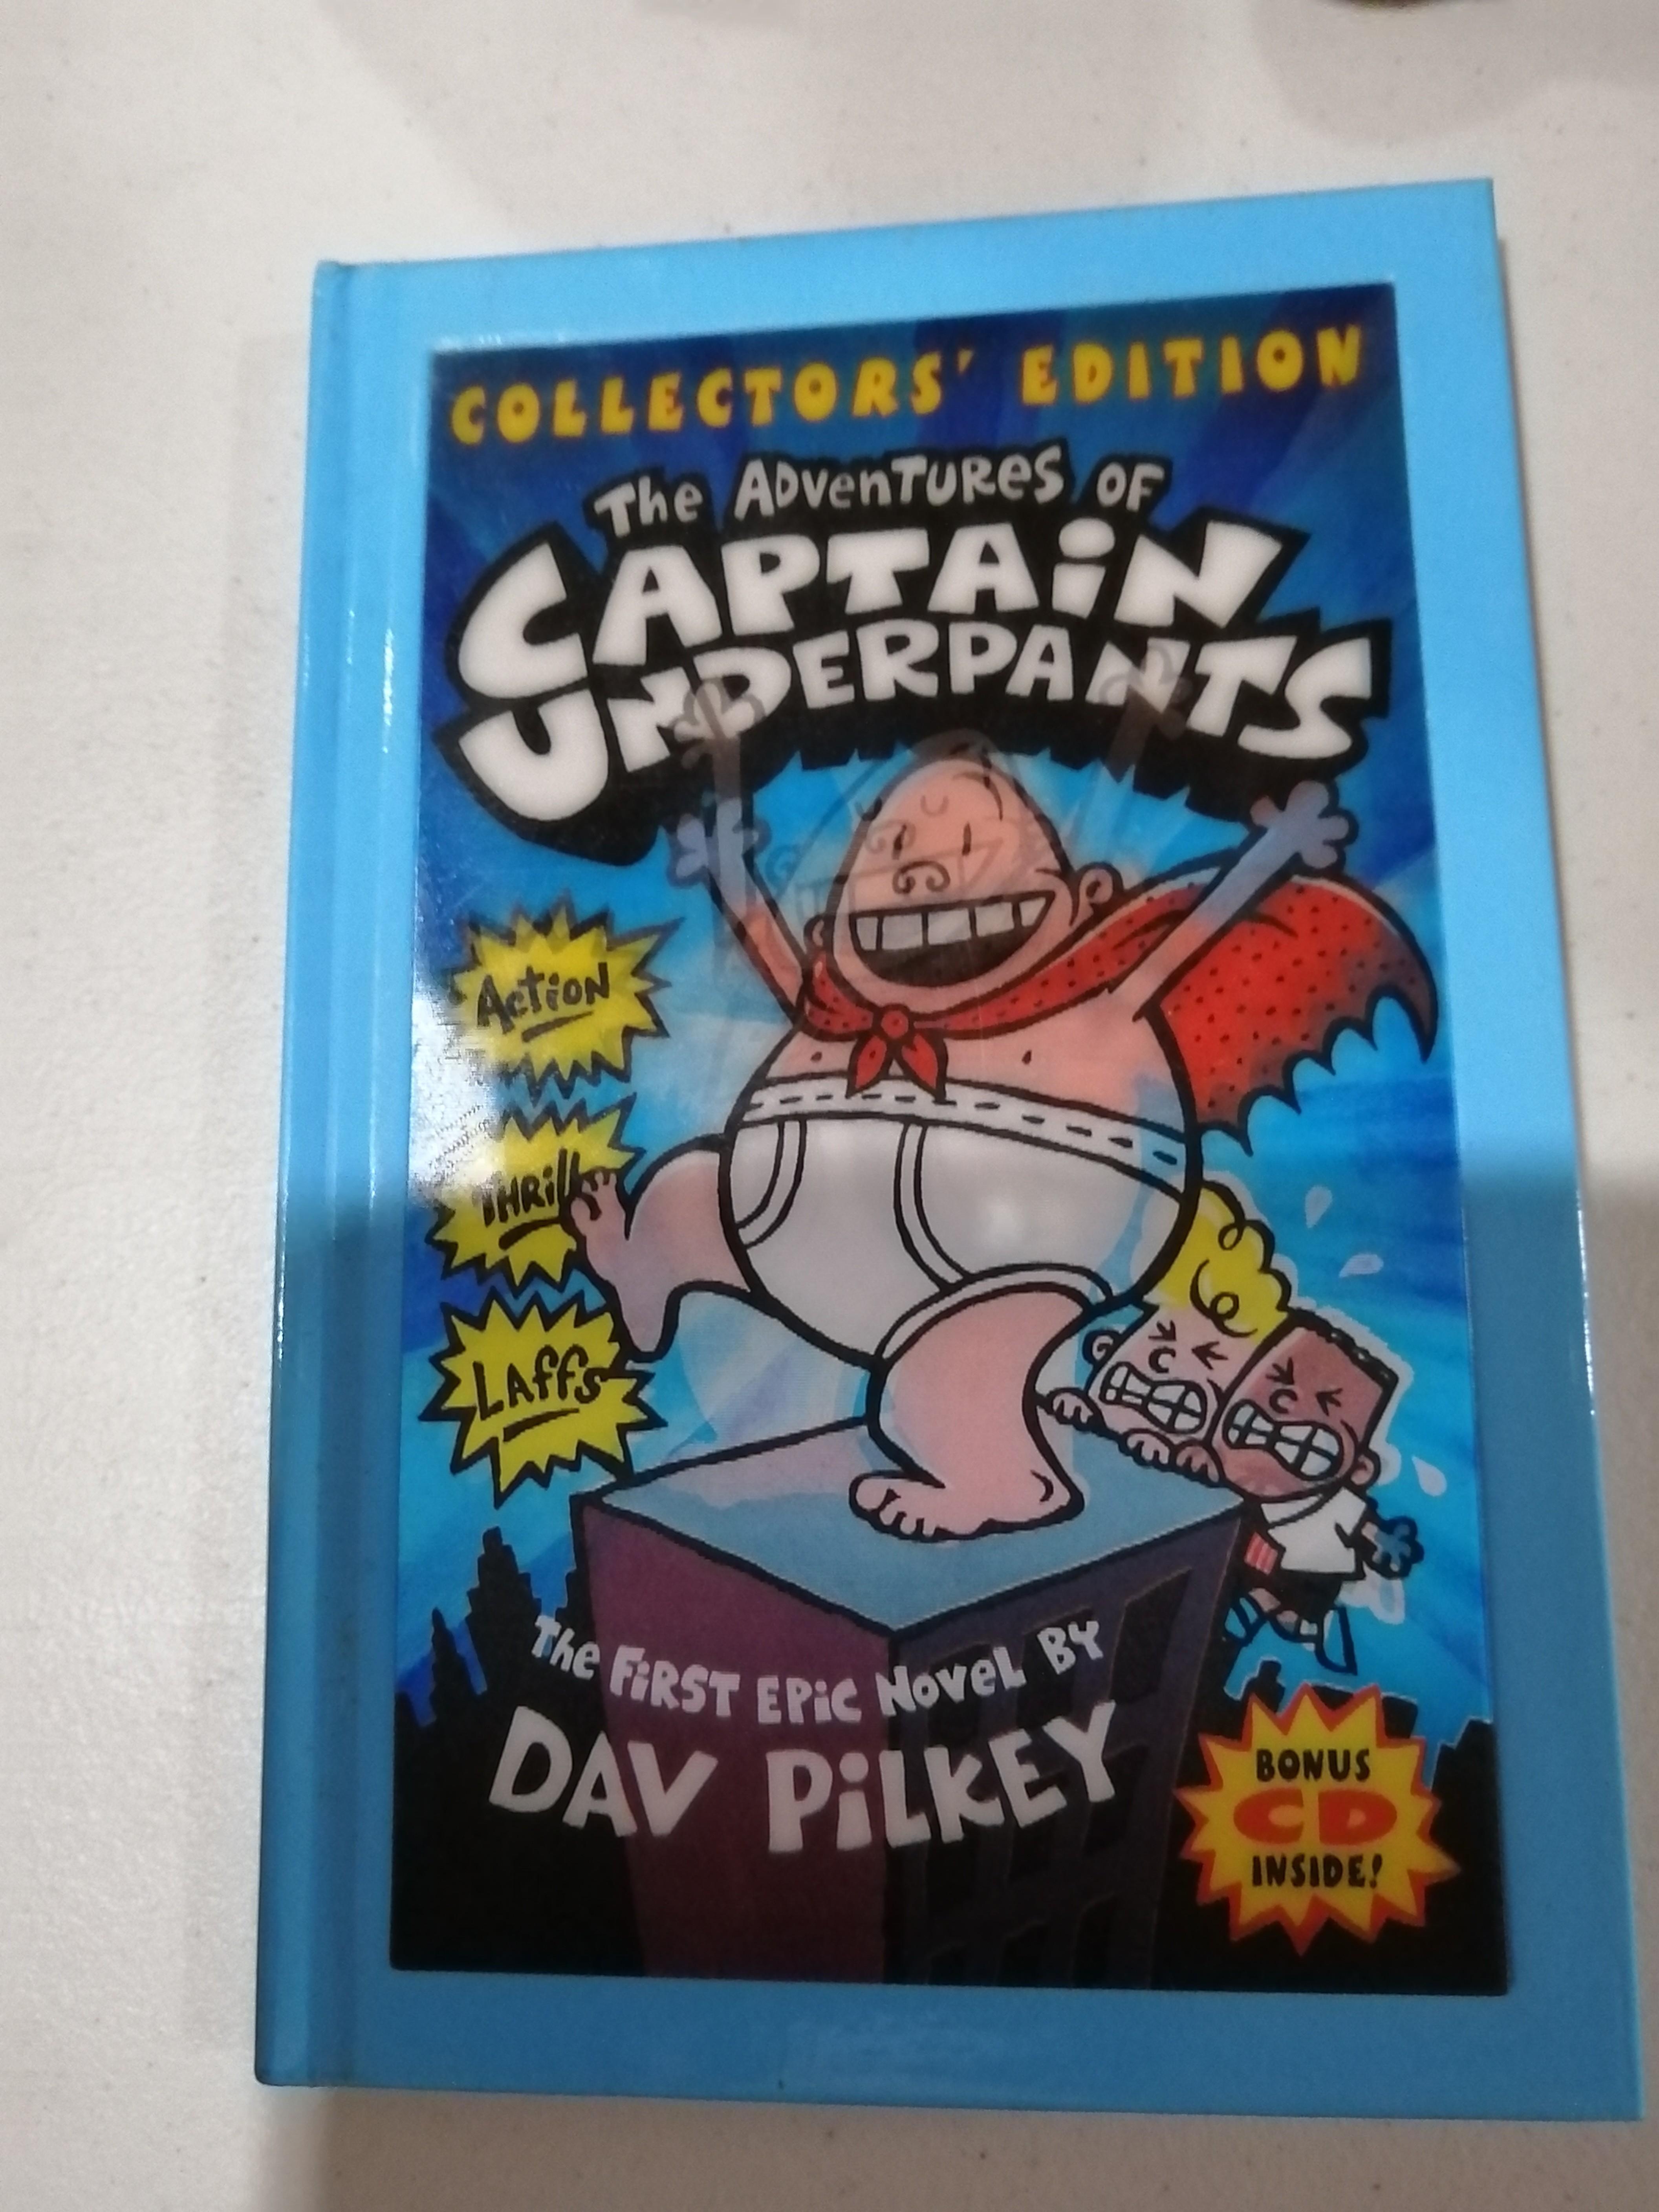 COLLECTORS' EDITION
The ADVeNTUReS OF
CAPTAiN
UNDERPANTS
ACtiON
THRiLLS
LAffS
The FiRST EPiC NoveL BY
DAV PiLKEY
BONUS
CD
INSIDE!